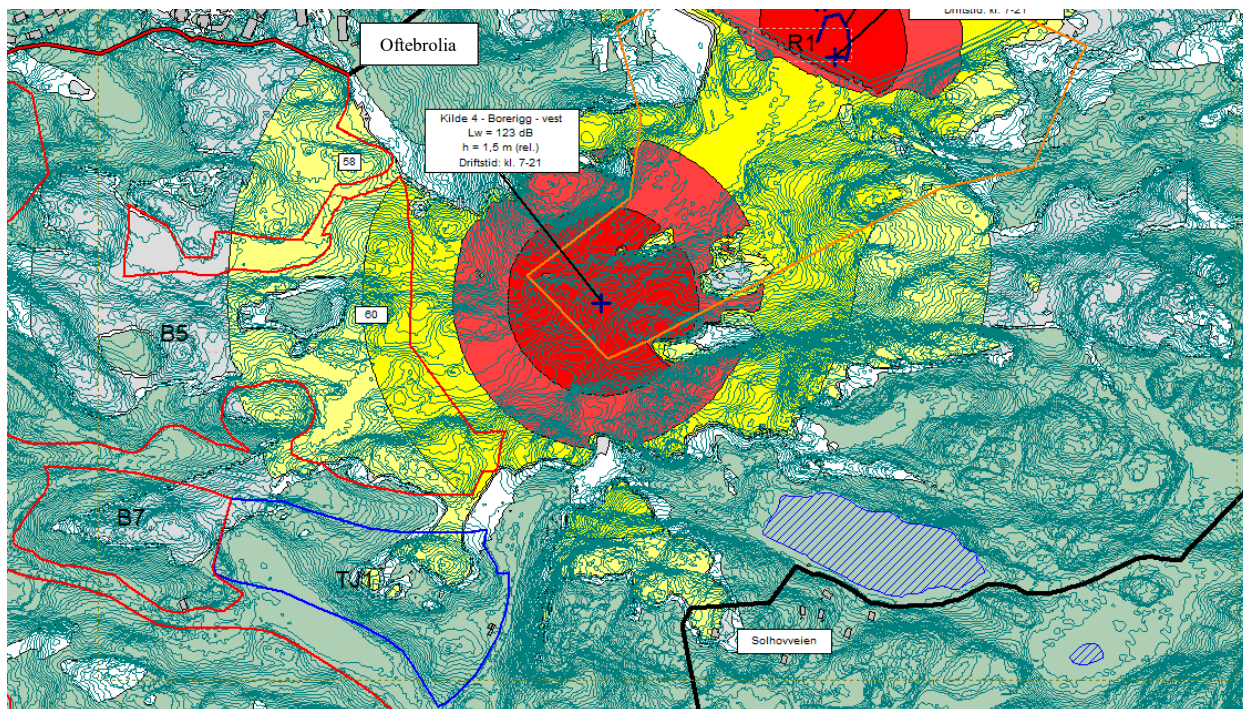 Driftstid: kl. 7-21
Oftebrolia
R1
Kilde 4 - Borerigg - vest
Lw = 123 dB
h = 1,5 m (rel.)
Driftstid: kl. 7-21
58
60
B5
B7
TJ1
Solhovveien